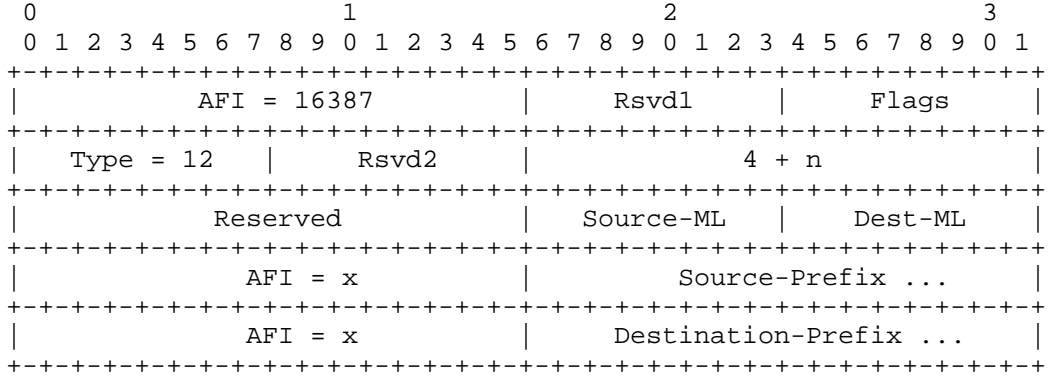 0                   1                   2                   3
 0 1 2 3 4 5 6 7 8 9 0 1 2 3 4 5 6 7 8 9 0 1 2 3 4 5 6 7 8 9 0 1
+-+-+-+-+-+-+-+-+-+-+-+-+-+-+-+-+-+-+-+-+-+-+-+-+-+-+-+-+-+-+-+-+
|           AFI = 16387         |     Rsvd1     |     Flags     |
+-+-+-+-+-+-+-+-+-+-+-+-+-+-+-+-+-+-+-+-+-+-+-+-+-+-+-+-+-+-+-+-+
|   Type = 12   |     Rsvd2     |             4 + n             |
+-+-+-+-+-+-+-+-+-+-+-+-+-+-+-+-+-+-+-+-+-+-+-+-+-+-+-+-+-+-+-+-+
|            Reserved           |   Source-ML   |    Dest-ML    |
+-+-+-+-+-+-+-+-+-+-+-+-+-+-+-+-+-+-+-+-+-+-+-+-+-+-+-+-+-+-+-+-+
|              AFI = x          |         Source-Prefix ...     |
+-+-+-+-+-+-+-+-+-+-+-+-+-+-+-+-+-+-+-+-+-+-+-+-+-+-+-+-+-+-+-+-+
|              AFI = x          |     Destination-Prefix ...    |
+-+-+-+-+-+-+-+-+-+-+-+-+-+-+-+-+-+-+-+-+-+-+-+-+-+-+-+-+-+-+-+-+